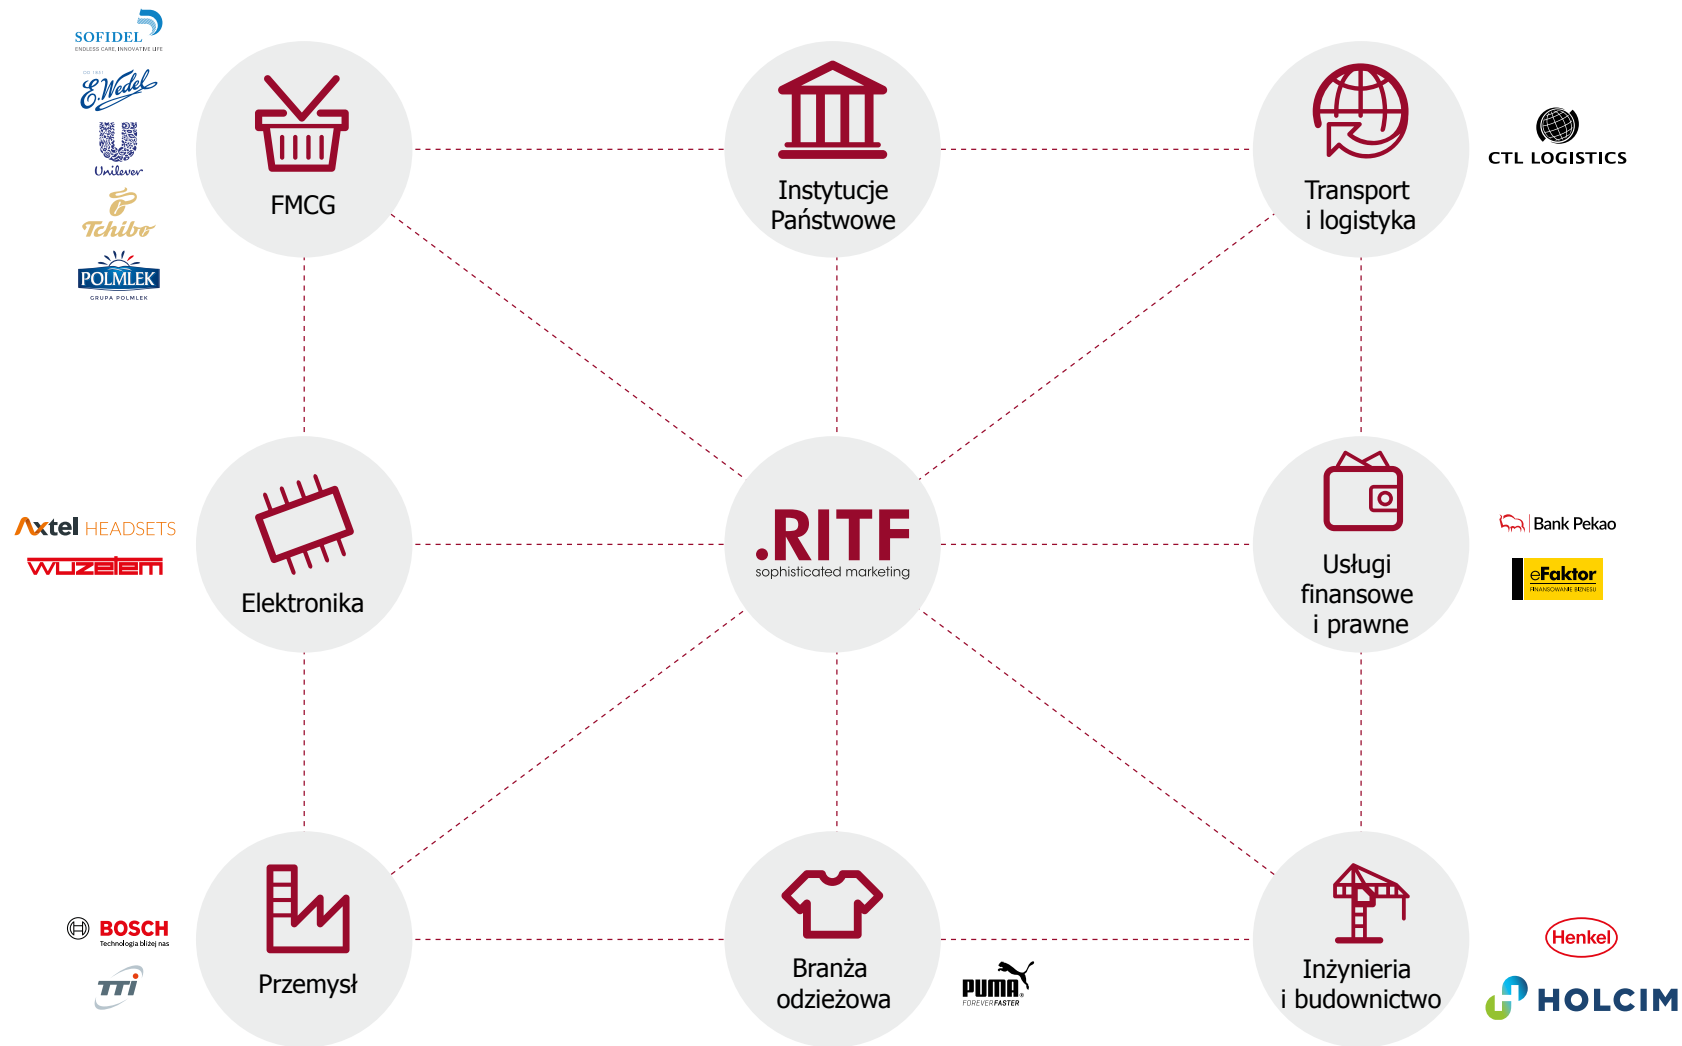 SOFIDEL
ENDLESS CARE, INNOVATIVE LIFE
E.Wedel
Unilever
Tchibo
POLMLEK
GRUPA POLMLEK
FMCG
Instytucje
Państwowe
Transport
i logistyka
CTL LOGISTICS
Axtel HEADSETS
wuzetem
Elektronika
.RITF
sophisticated marketing
Usługi
finansowe
i prawne
Bank Pekao
eFaktor
FINANSOWANIE BIZNESU
BOSCH
Technologia bliżej nas
TTi
Przemysł
Branża
odzieżowa
PUMA
FOREVER FASTER
Inżynieria
i budownictwo
Henkel
HOLCIM